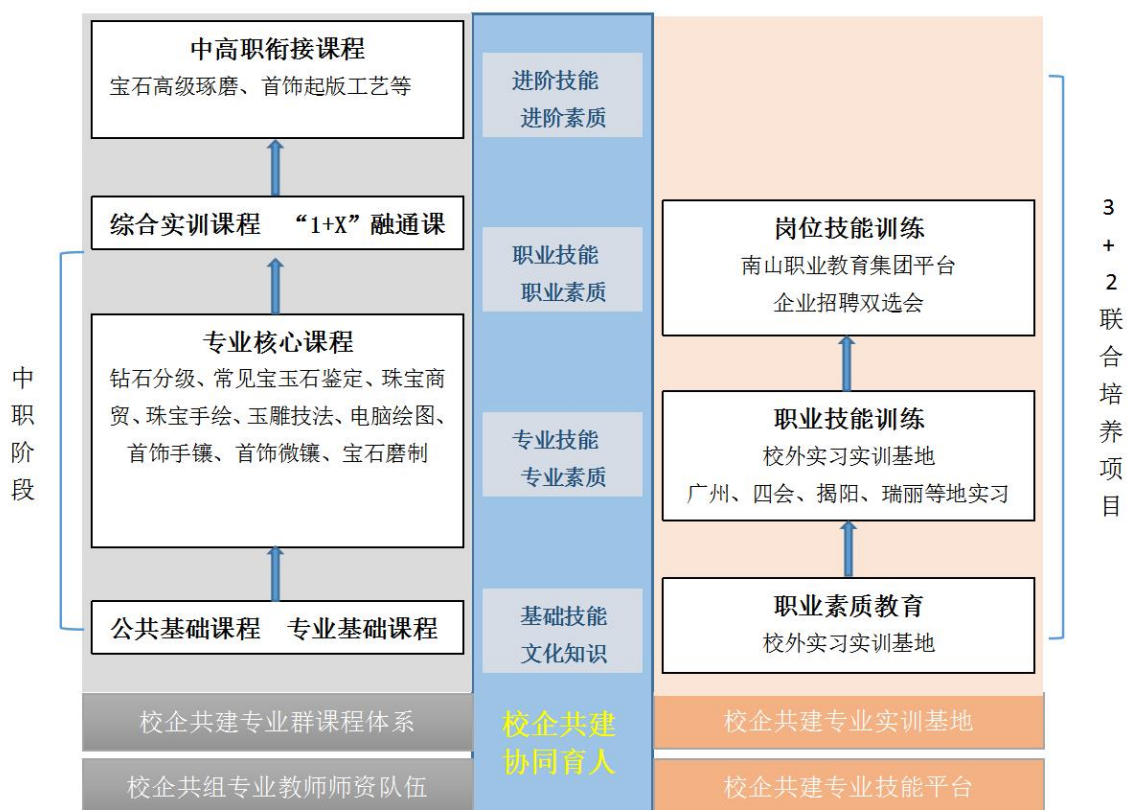 中高职衔接课程
宝石高级琢磨、首饰起版工艺等
综合实训课程 “1+X”融通课
专业核心课程
钻石分级、常见宝玉石鉴定、珠宝商
贸、珠宝手绘、玉雕技法、电脑绘图、
首饰手镶、首饰微镶、宝石磨制
公共基础课程 专业基础课程
中职阶段
进阶技能
进阶素质
职业技能
职业素质
专业技能
专业素质
基础技能
文化知识
岗位技能训练
南山职业教育集团平台
企业招聘双选会
职业技能训练
校外实习实训基地
广州、四会、揭阳、瑞丽等地实习
职业素质教育
校外实习实训基地
3+2联合培养项目
校企共建专业群课程体系
校企共组专业教师师资队伍
校企共建
协同育人
校企共建专业实训基地
校企共建专业技能平台